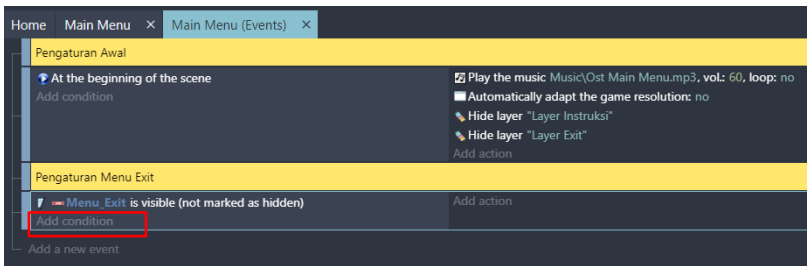 Home Main Menu × Main Menu (Events) ×
Pengaturan Awal
At the beginning of the scene
Add condition
Play the music Music\Ost Main Menu.mp3, vol.: 60, loop: no
Automatically adapt the game resolution: no
Hide layer "Layer Instruksi"
Hide layer "Layer Exit"
Add action
Pengaturan Menu Exit
Menu_Exit is visible (not marked as hidden)
Add condition
Add action
Add a new event